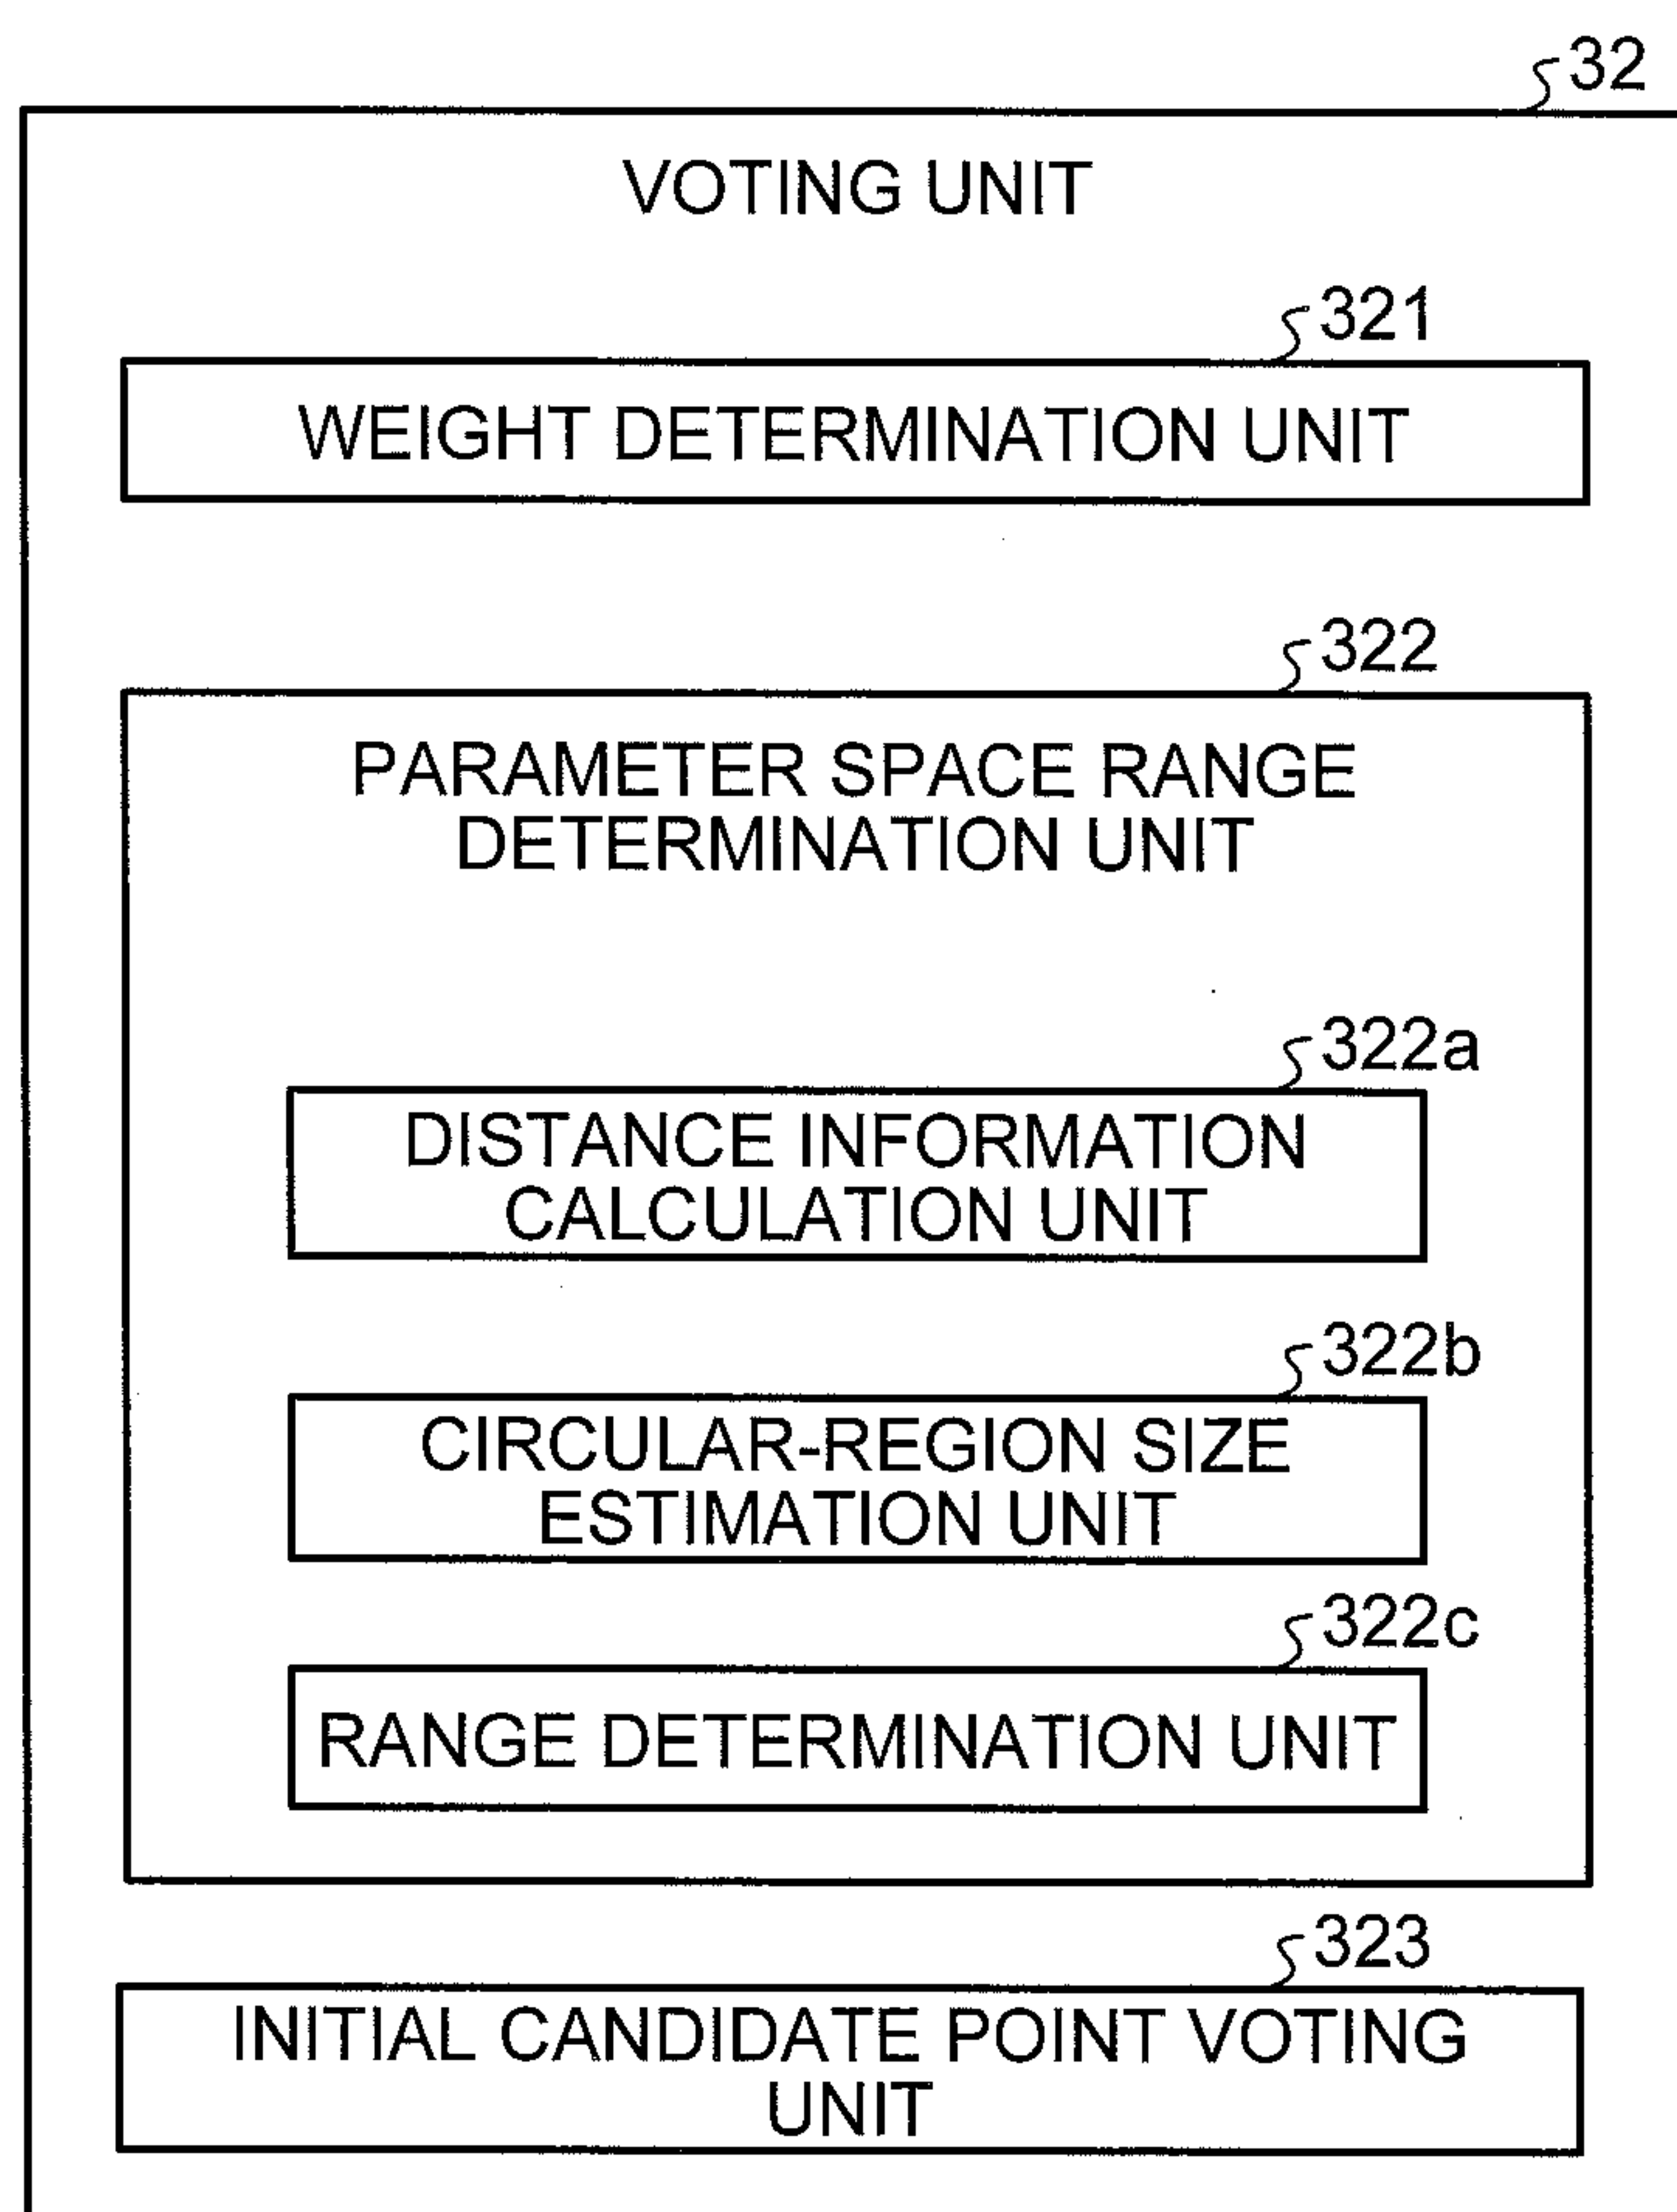 32
VOTING UNIT
321
WEIGHT DETERMINATION UNIT
322
PARAMETER SPACE RANGE
DETERMINATION UNIT
322a
DISTANCE INFORMATION
CALCULATION UNIT
322b
CIRCULAR-REGION SIZE
ESTIMATION UNIT
322c
RANGE DETERMINATION UNIT
323
INITIAL CANDIDATE POINT VOTING
UNIT